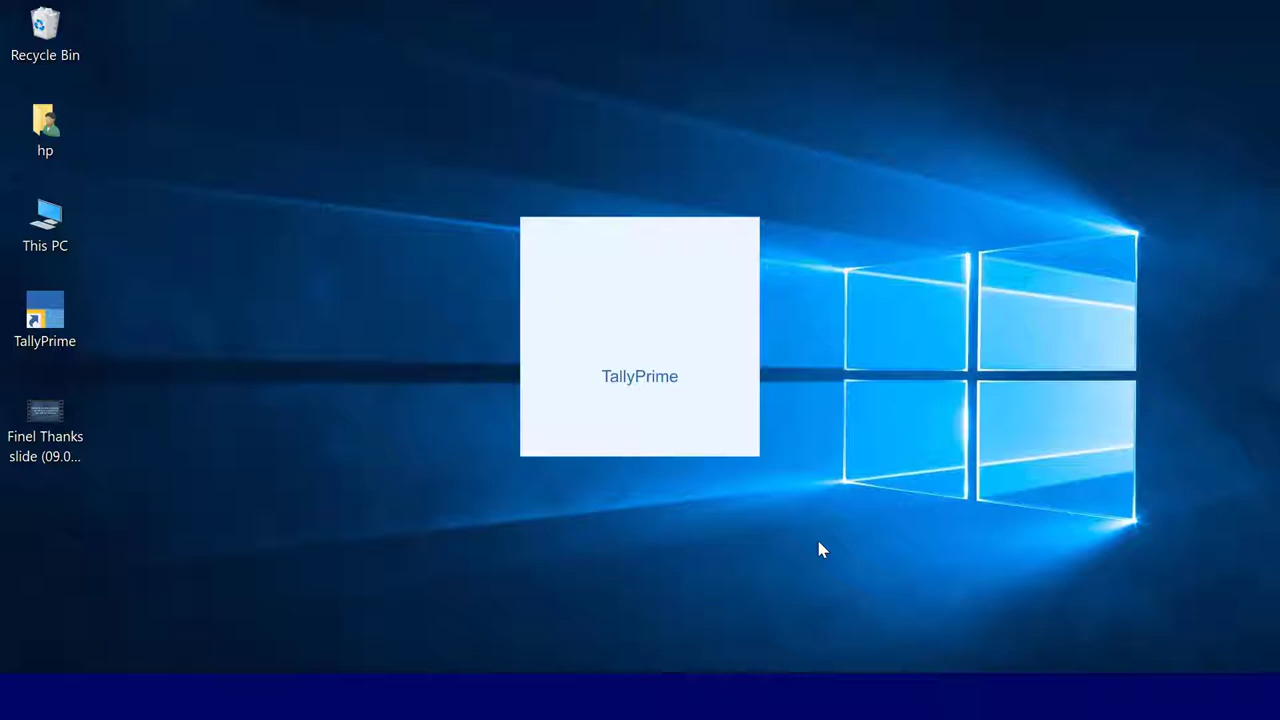 Recycle Bin
hp
This PC
TallyPrime
Finel Thanks
slide (09.0...
TallyPrime